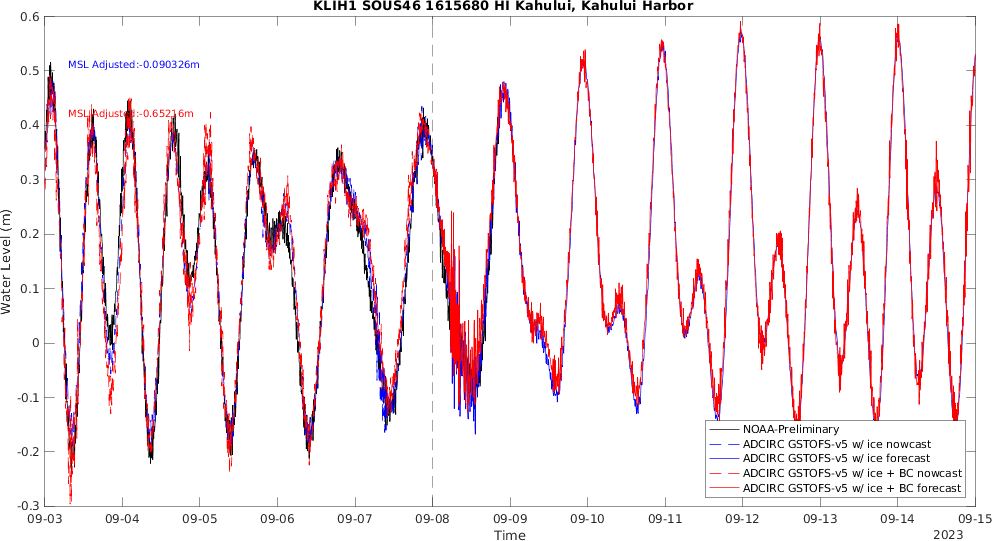 KLIH1 SOUS46 1615680 HI Kahului, Kahului Harbor
0.6
0.5
0.4
0.3
0.2
0.1
0
-0.1
-0.2
-0.3
Water Level (m)
MSL Adjusted:-0.090326m
MSL Adjusted:-0.65216m
NOAA-Preliminary
ADCIRC GSTOFS-v5 w/ ice nowcast
ADCIRC GSTOFS-v5 w/ ice forecast
ADCIRC GSTOFS-v5 w/ ice + BC nowcast
ADCIRC GSTOFS-v5 w/ ice + BC forecast
09-03 09-04 09-05 09-06 09-07 09-08 09-09 09-10 09-11 09-12 09-13 09-14 09-15
Time
2023